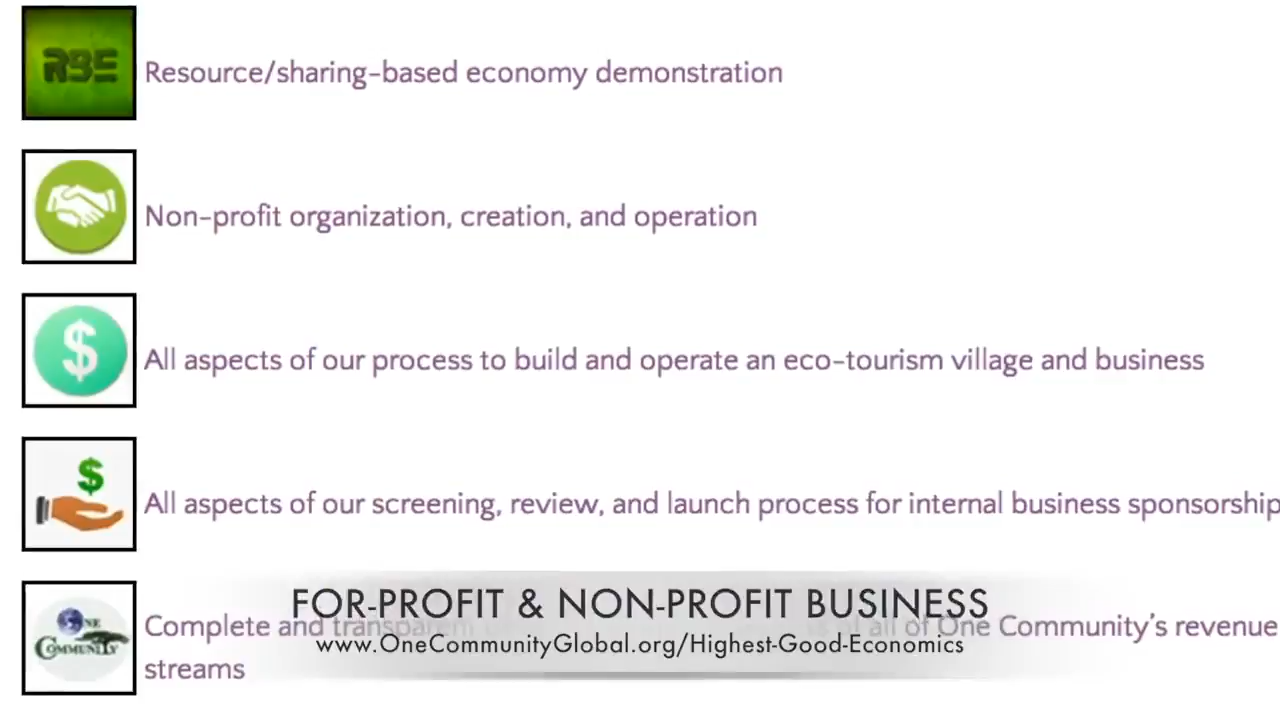 RBE
Resource/sharing-based economy demonstration
Non-profit organization, creation, and operation
$
All aspects of our process to build and operate an eco-tourism village and business
$
All aspects of our screening, review, and launch process for internal business sponsorship
ONE
COMMUNITY
Complete and transparent of all of One Community's revenue
streams
FOR-PROFIT & NON-PROFIT BUSINESS
www.OneCommunityGlobal.org/Highest-Good-Economics